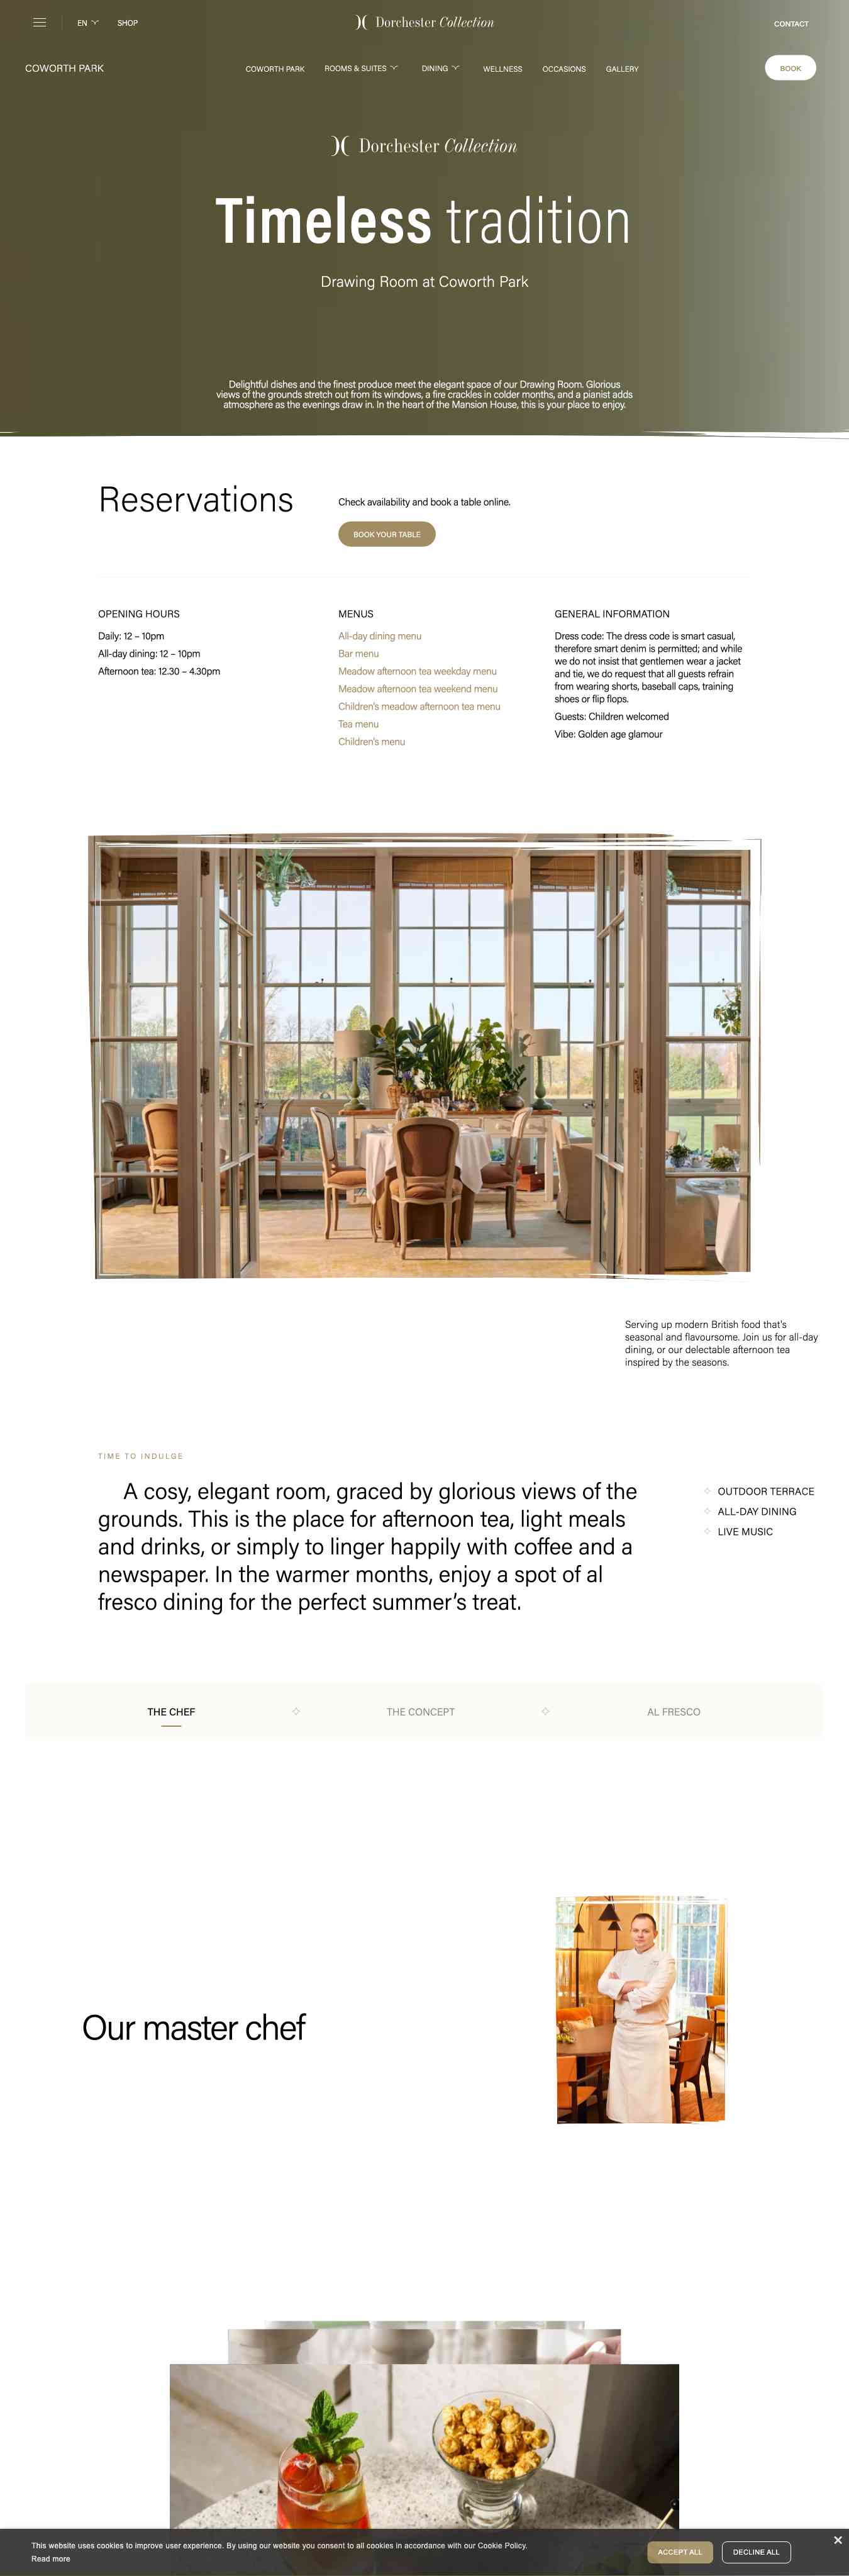 EN
SHOP
Dorchester Collection
CONTACT
COWORTH PARK
COWORTH PARK
ROOMS & SUITES
DINING
WELLNESS
OCCASIONS
GALLERY
BOOK
Dorchester Collection
Timeless tradition
Drawing Room at Coworth Park
Delightful dishes and the finest produce meet the elegant space of our Drawing Room. Glorious
views of the grounds stretch out from its windows, a fire crackles in colder months, and a pianist adds
atmosphere as the evenings draw in. In the heart of the Mansion House, this is your place to enjoy.
Reservations
Check availability and book a table online.
BOOK YOUR TABLE
OPENING HOURS
Daily: 12 – 10pm
All-day dining: 12 – 10pm
Afternoon tea: 12.30 – 4.30pm
MENUS
All-day dining menu
Bar menu
Meadow afternoon tea weekday menu
Meadow afternoon tea weekend menu
Children's meadow afternoon tea menu
Tea menu
Children's menu
GENERAL INFORMATION
Dress code: The dress code is smart casual,
therefore smart denim is permitted; and while
we do not insist that gentlemen wear a jacket
and tie, we do request that all guests refrain
from wearing shorts, baseball caps, training
shoes or flip flops.
Guests: Children welcomed
Vibe: Golden age glamour
Serving up modern British food that's
seasonal and flavoursome. Join us for all-day
dining, or our delectable afternoon tea
inspired by the seasons.
TIME TO INDULGE
A cosy, elegant room, graced by glorious views of the
grounds. This is the place for afternoon tea, light meals
and drinks, or simply to linger happily with coffee and a
newspaper. In the warmer months, enjoy a spot of al
fresco dining for the perfect summer's treat.
OUTDOOR TERRACE
ALL-DAY DINING
LIVE MUSIC
THE CHEF
THE CONCEPT
AL FRESCO
Our master chef
This website uses cookies to improve user experience. By using our website you consent to all cookies in accordance with our Cookie Policy.
Read more
ACCEPT ALL
DECLINE ALL